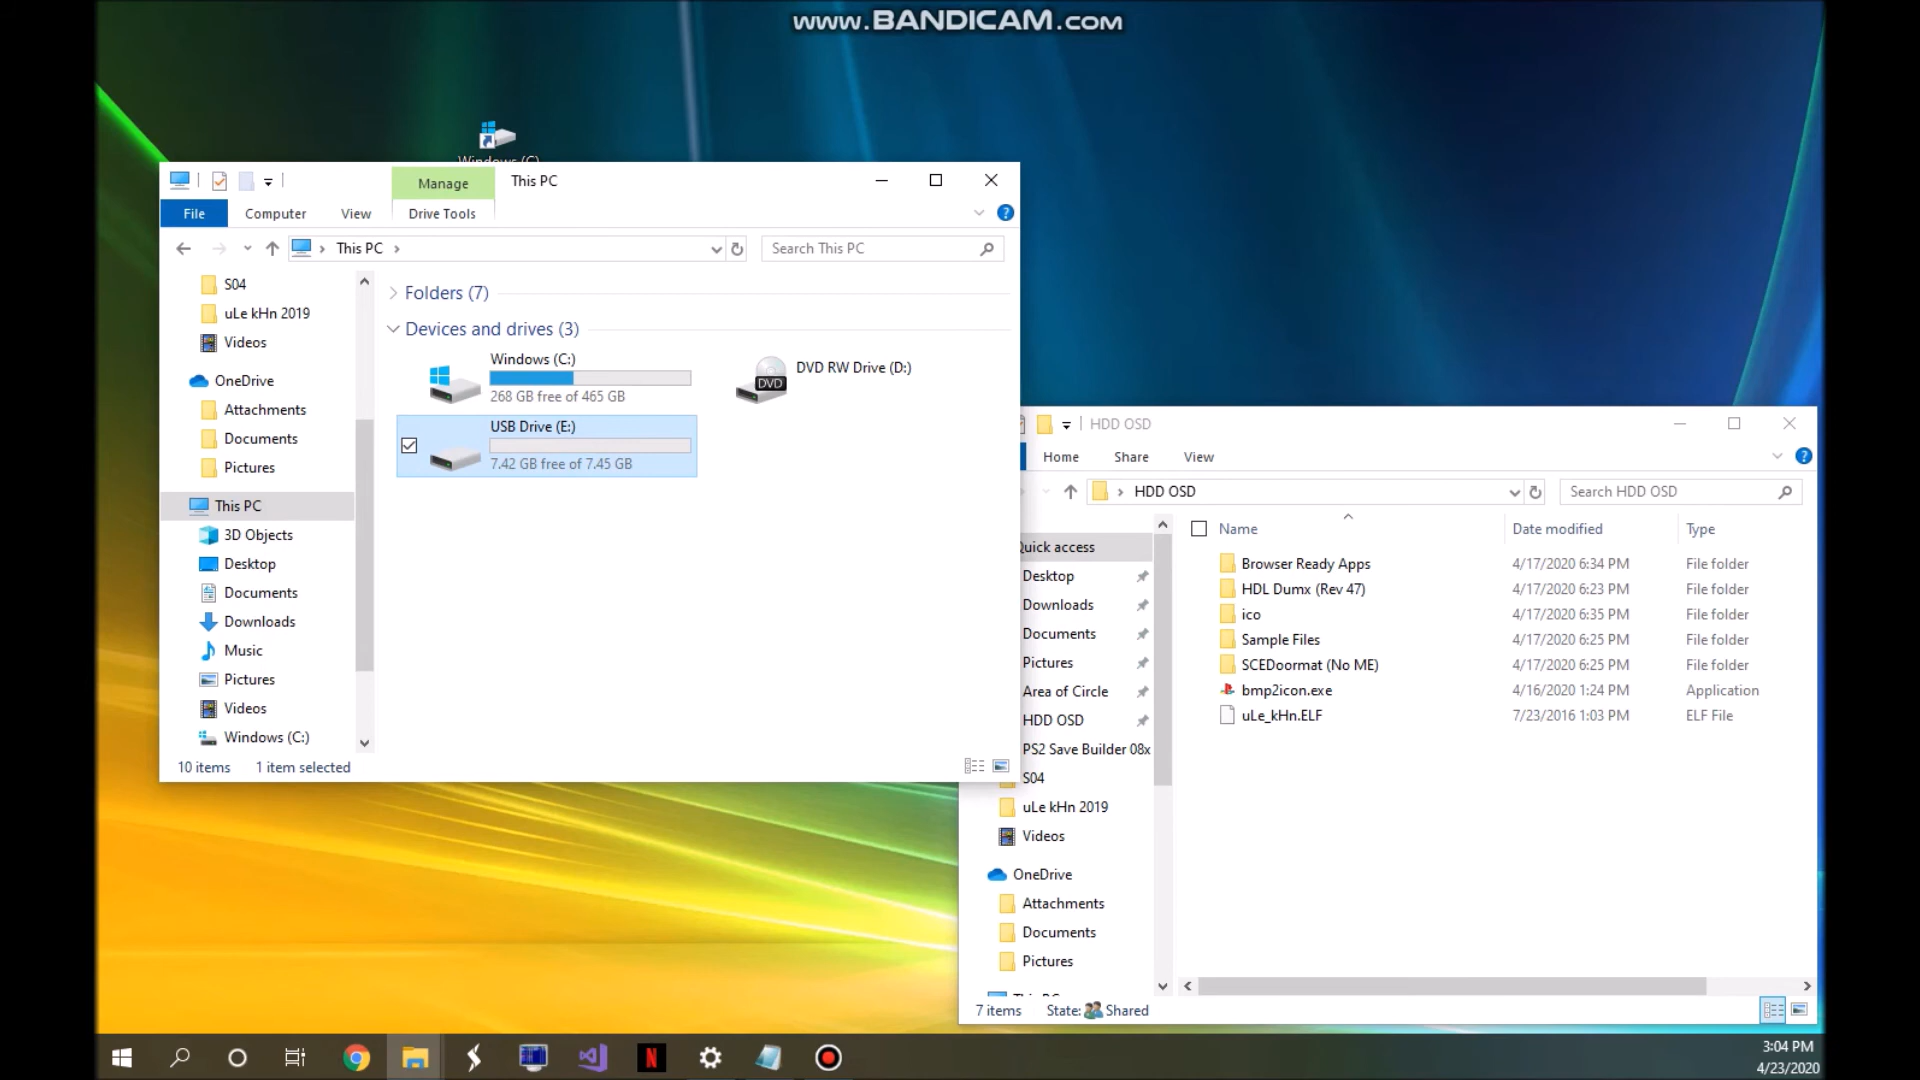 www.BANDICAM.com
Windows (C)
Manage
This PC
File
Computer
View
Drive Tools
This PC
Search This PC
S04
uLe kHn 2019
Videos
OneDrive
Attachments
Documents
Pictures
This PC
3D Objects
Desktop
Documents
Downloads
Music
Pictures
Videos
Windows (C:)
Folders (7)
Devices and drives (3)
Windows (C:)
268 GB free of 465 GB
DVD
DVD RW Drive (D:)
USB Drive (E:)
7.42 GB free of 7.45 GB
10 items
1 item selected
HDD OSD
Home
Share
View
HDD OSD
Search HDD OSD
Quick access
Desktop
Downloads
Documents
Pictures
Area of Circle
HDD OSD
PS2 Save Builder 08x
S04
uLe kHn 2019
Videos
OneDrive
Attachments
Documents
Pictures
This PC
Name
Date modified
Type
Browser Ready Apps
4/17/2020 6:34 PM
File folder
HDL Dumx (Rev 47)
4/17/2020 6:23 PM
File folder
ico
4/17/2020 6:35 PM
File folder
Sample Files
4/17/2020 6:25 PM
File folder
SCEDoormat (No ME)
4/17/2020 6:25 PM
File folder
bmp2icon.exe
4/16/2020 1:24 PM
Application
uLe_kHn.ELF
7/23/2016 1:03 PM
ELF File
7 items
State: Shared
N
3:04 PM
4/23/2020